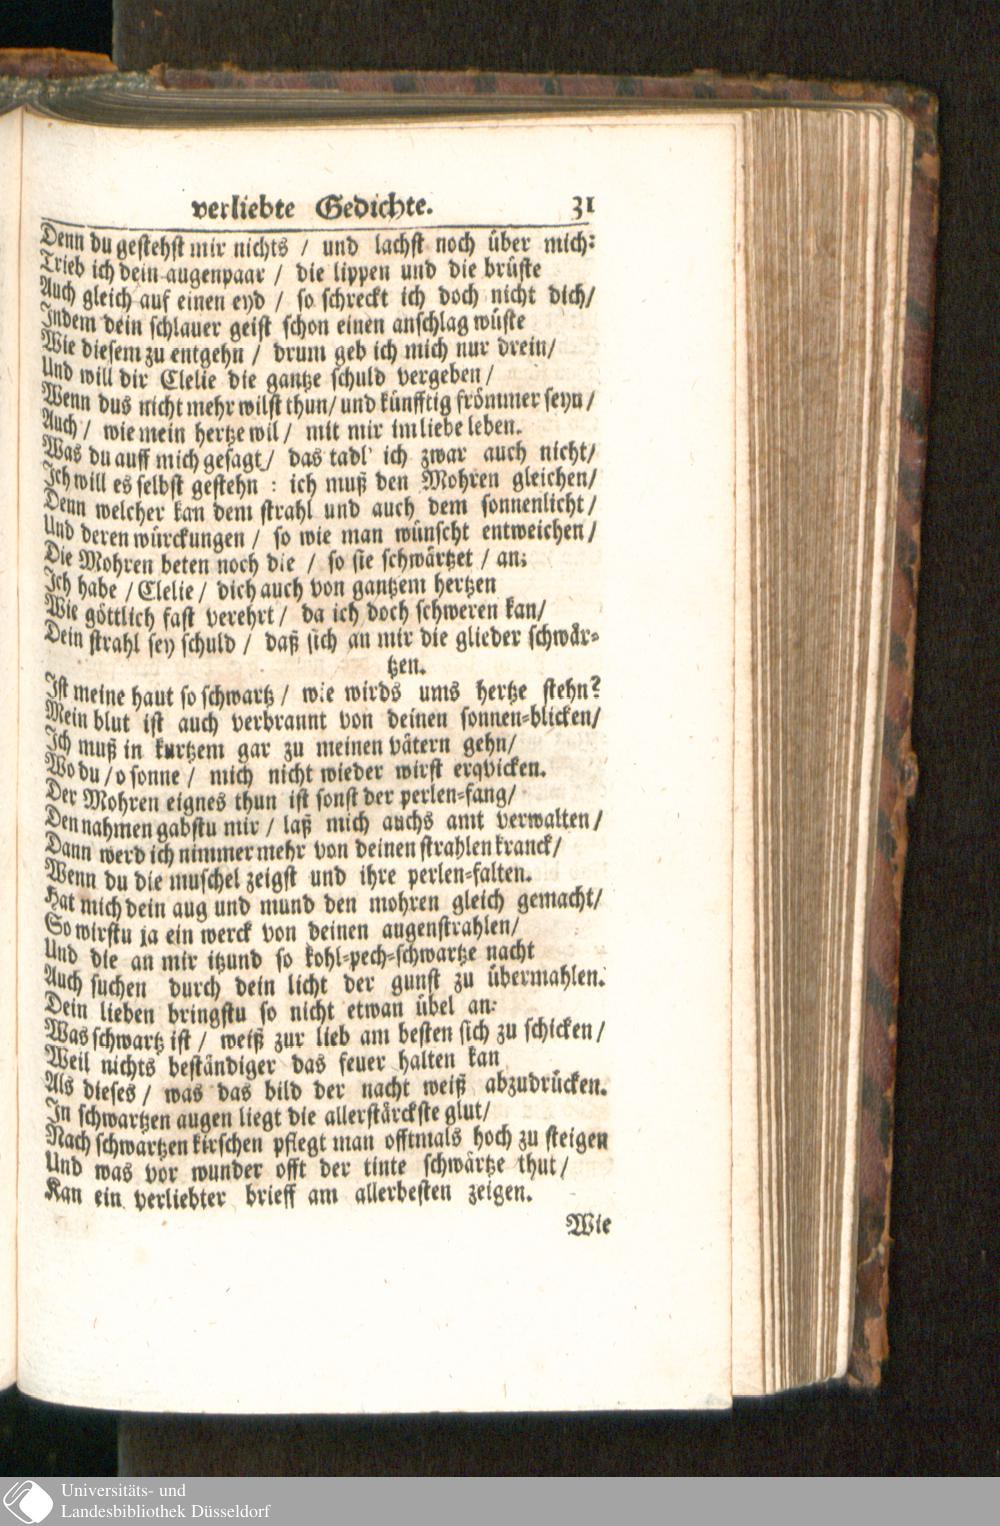 verliebte Gedichte. 31
Denn du gestehst mir nichts / und lachst noch über mich:
Trieb ich dein augenpaar / die lippen und die brüste
Auch gleich auf einen eyd / so schreckt ich doch nicht dich/
Indem dein schlauer geist schon einen anschlag wüste
Wie diesem zu entgehn / drum geb ich mich nur drein/
Und will dir Clelie die gantze schuld vergeben /
Wenn dus nicht mehr wilst thun/ und künfftig frömmer seyn /
Auch / wie mein hertze wil / mit mir im liebe leben.
Was du auff mich gesagt / das tadl' ich zwar auch nicht/
Ich will es selbst gestehn : ich muß den Mohren gleichen/
Denn welcher kan dem strahl und auch dem sonnenlicht /
Und deren würckungen / so wie man wünscht entweichen /
Die Mohren beten noch die / so sie schwärtzet / an;
Ich habe / Clelie / dich auch von gantzem hertzen
Wie göttlich fast verehrt / da ich doch schweren kan/
Dein strahl sey schuld / daß sich an mir die glieder schwär-
tzen.
Ist meine haut so schwartz / wie wirds ums hertze stehn?
Mein blut ist auch verbrannt von deinen sonnen-blicken/
Ich muß in kurtzem gar zu meinen vätern gehn/
Wo du / o sonne / mich nicht wieder wirst erqvicken.
Der Mohren eignes thun ist sonst der perlen-fang/
Den nahmen gabstu mir / laß mich auchs amt verwalten /
Dann werd ich nimmermehr von deinen strahlen kranck/
Wenn du die muschel zeigst und ihre perlen-falten.
Hat mich dein aug und mund den mohren gleich gemacht/
So wirstu ja ein werck von deinen augenstrahlen/
Und die an mir itzund so kohl-pech-schwartze nacht
Auch suchen durch dein licht der gunst zu übermahlen.
Dein lieben bringstu so nicht etwan übel an:
Was schwartz ist / weiß zur lieb am besten sich zu schicken /
Weil nichts beständiger das feuer halten kan
Als dieses / was das bild der nacht weiß abzudrücken.
In schwartzen augen liegt die allerstärckste glut/
Nach schwartzen kirschen pflegt man offtmals hoch zu steigen
Und was vor wunder offt der tinte schwärtze thut /
Kan ein verliebter brieff am allerbesten zeigen.
Wie
Universitäts- und
Landesbibliothek Düsseldorf